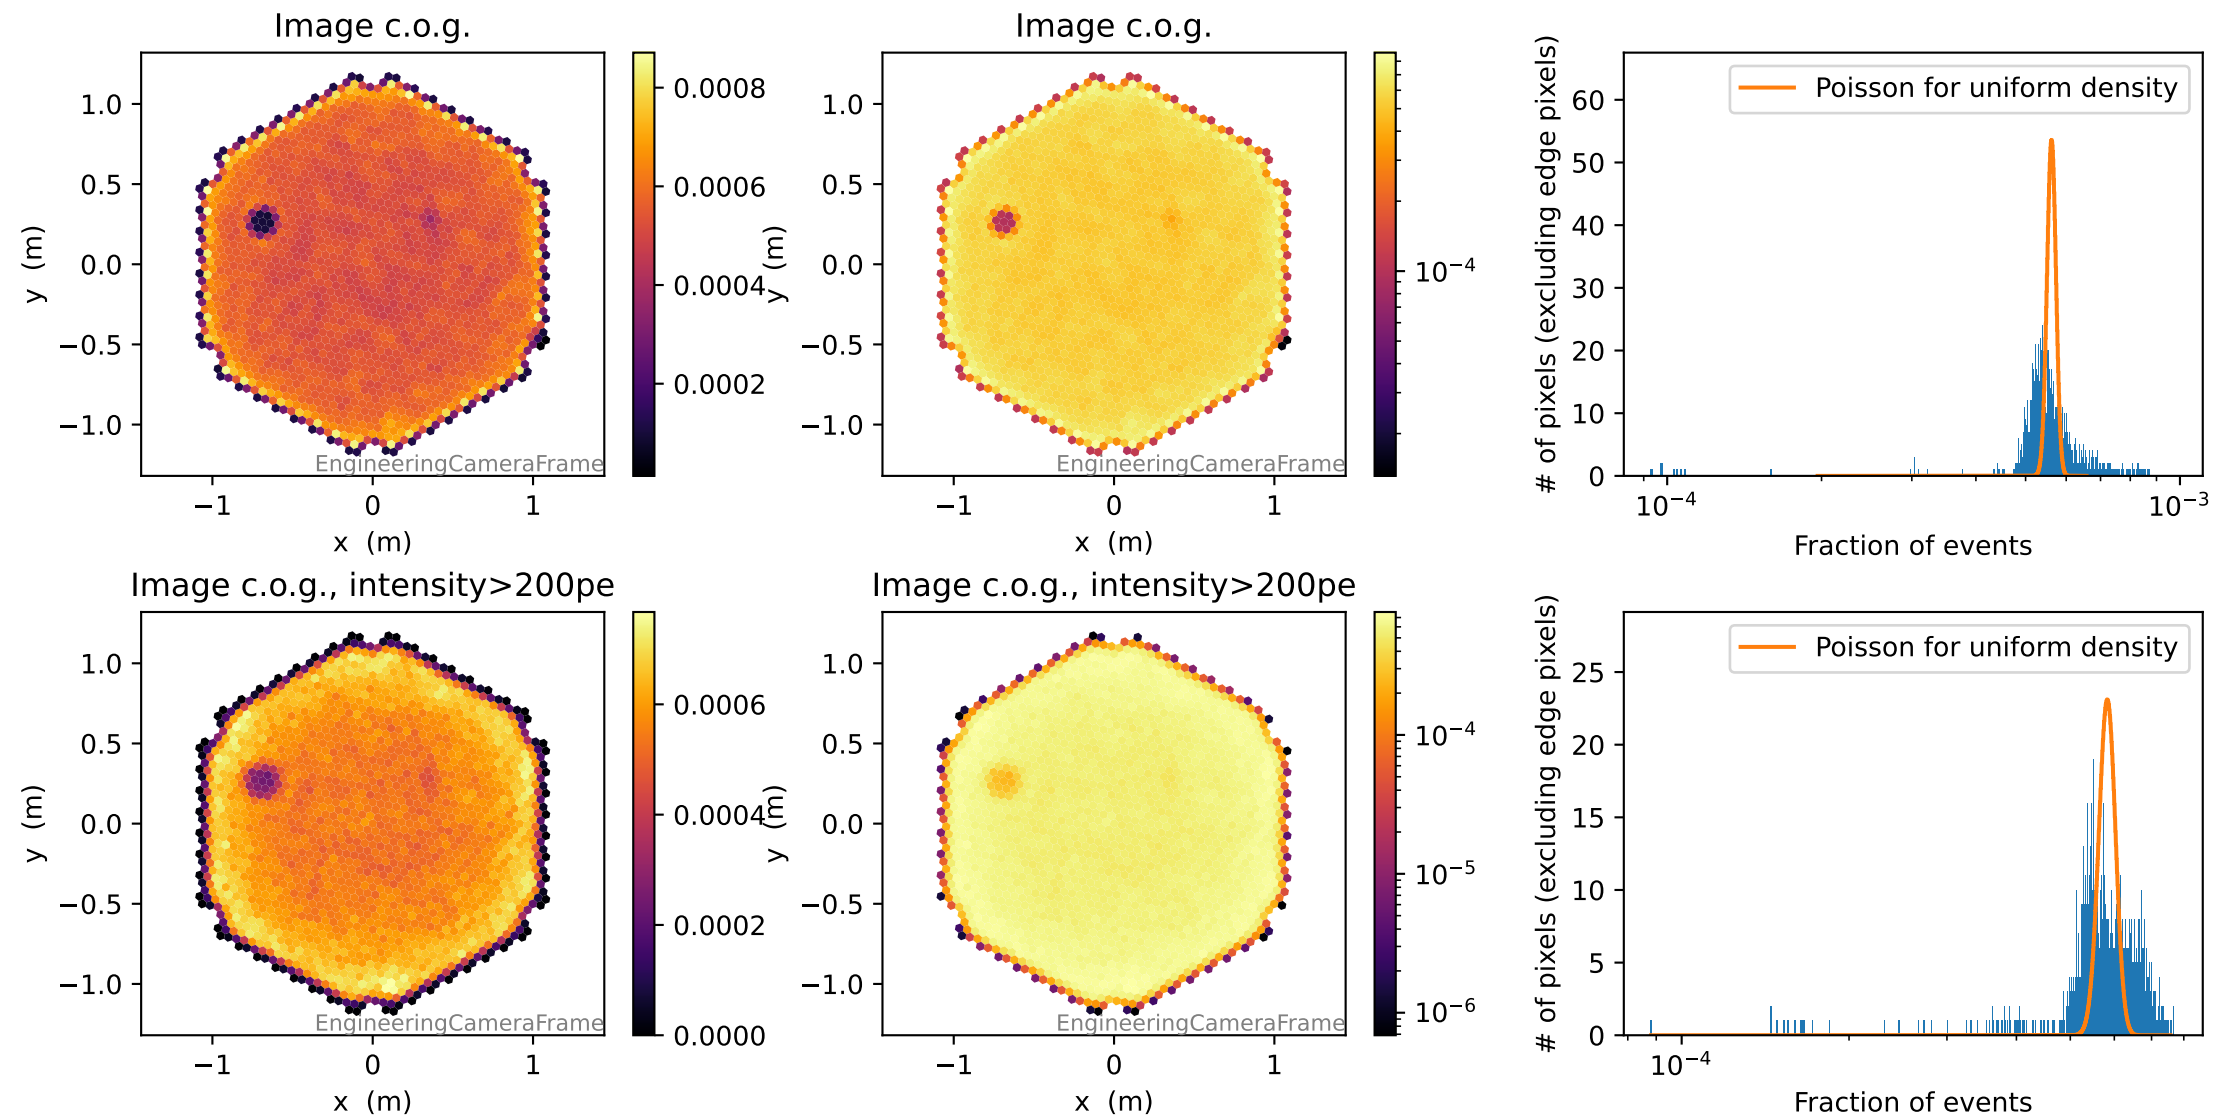 Image c.o.g.
1.0
0.5
0.0
−0.5
−1.0
y (m)
−1
0
1
x (m)
EngineeringCameraFrame
0.0008
0.0006
0.0004
0.0002
Image c.o.g.
1.0
0.5
0.0
−0.5
−1.0
y (m)
−1
0
1
x (m)
EngineeringCameraFrame
10⁻⁴
# of pixels (excluding edge pixels)
60
50
40
30
20
10
0
Poisson for uniform density
10⁻⁴
10⁻³
Fraction of events
Image c.o.g., intensity>200pe
1.0
0.5
0.0
−0.5
−1.0
y (m)
−1
0
1
x (m)
EngineeringCameraFrame
0.0006
0.0004
0.0002
0.0000
Image c.o.g., intensity>200pe
1.0
0.5
0.0
−0.5
−1.0
y (m)
−1
0
1
x (m)
EngineeringCameraFrame
10⁻⁴
10⁻⁵
10⁻⁶
# of pixels (excluding edge pixels)
25
20
15
10
5
0
Poisson for uniform density
10⁻⁴
Fraction of events